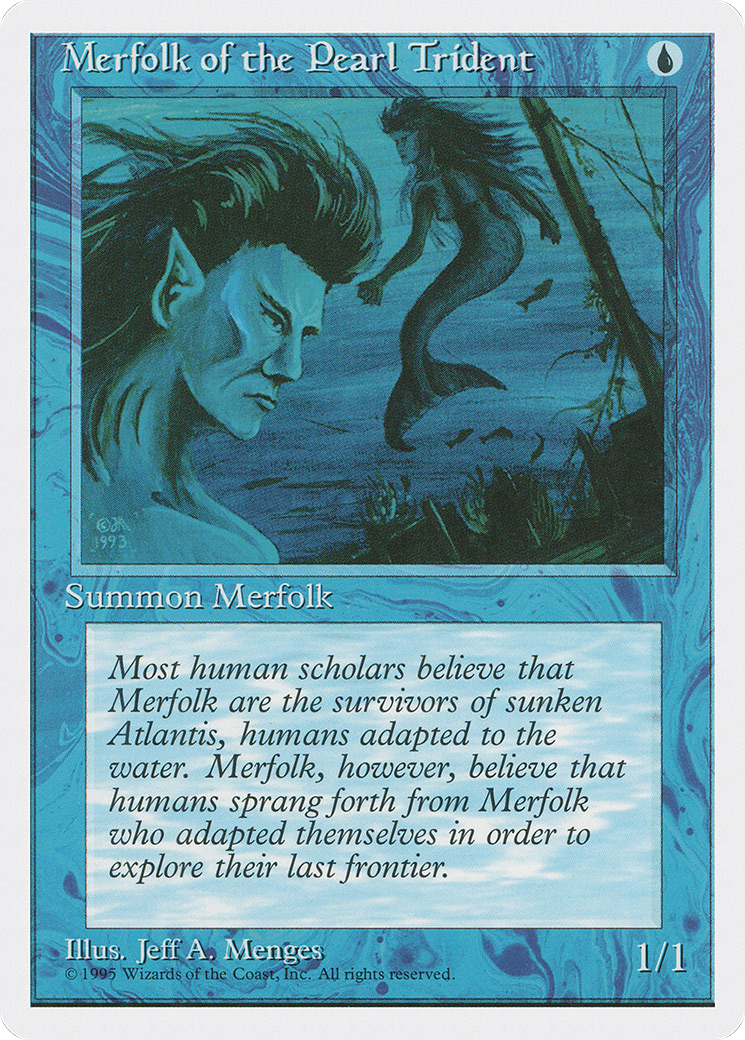 Merfolk of the Pearl Trident
©JM
1993
Summon Merfolk
Most human scholars believe that
Merfolk are the survivors of sunken
Atlantis, humans adapted to the
water. Merfolk, however, believe that
humans sprang forth from Merfolk
who adapted themselves in order to
explore their last frontier.
Illus. Jeff A. Menges
1/1
© 1995 Wizards of the Coast, Inc. All rights reserved.